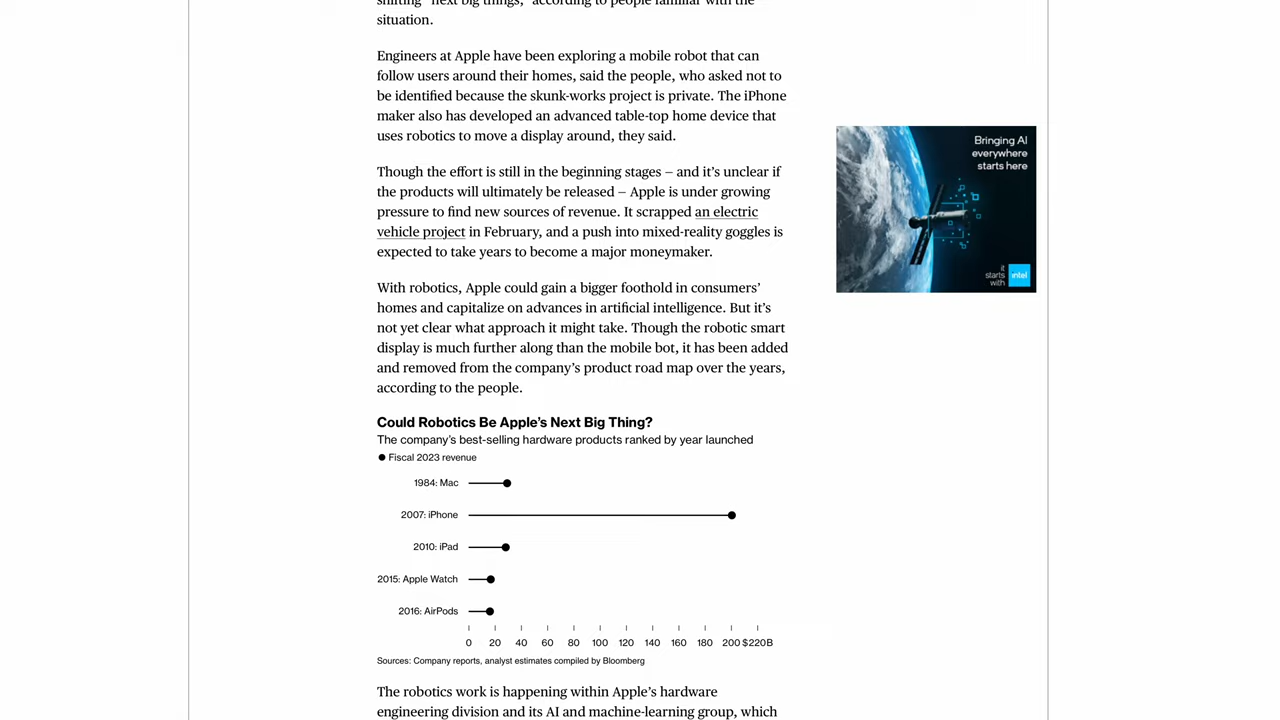 shifting "next big things," according to people familiar with the
situation.
Engineers at Apple have been exploring a mobile robot that can
follow users around their homes, said the people, who asked not to
be identified because the skunk-works project is private. The iPhone
maker also has developed an advanced table-top home device that
uses robotics to move a display around, they said.
Though the effort is still in the beginning stages – and it's unclear if
the products will ultimately be released – Apple is under growing
pressure to find new sources of revenue. It scrapped an electric
vehicle project in February, and a push into mixed-reality goggles is
expected to take years to become a major moneymaker.
With robotics, Apple could gain a bigger foothold in consumers'
homes and capitalize on advances in artificial intelligence. But it's
not yet clear what approach it might take. Though the robotic smart
display is much further along than the mobile bot, it has been added
and removed from the company's product road map over the years,
according to the people.
Could Robotics Be Apple's Next Big Thing?
The company's best-selling hardware products ranked by year launched
Fiscal 2023 revenue
1984: Mac
2007: iPhone
2010: iPad
2015: Apple Watch
2016: AirPods
0 20 40 60 80 100 120 140 160 180 200 $220B
Sources: Company reports, analyst estimates compiled by Bloomberg
The robotics work is happening within Apple's hardware
engineering division and its AI and machine-learning group, which
Bringing AI
everywhere
starts here
it
starts
with
intel